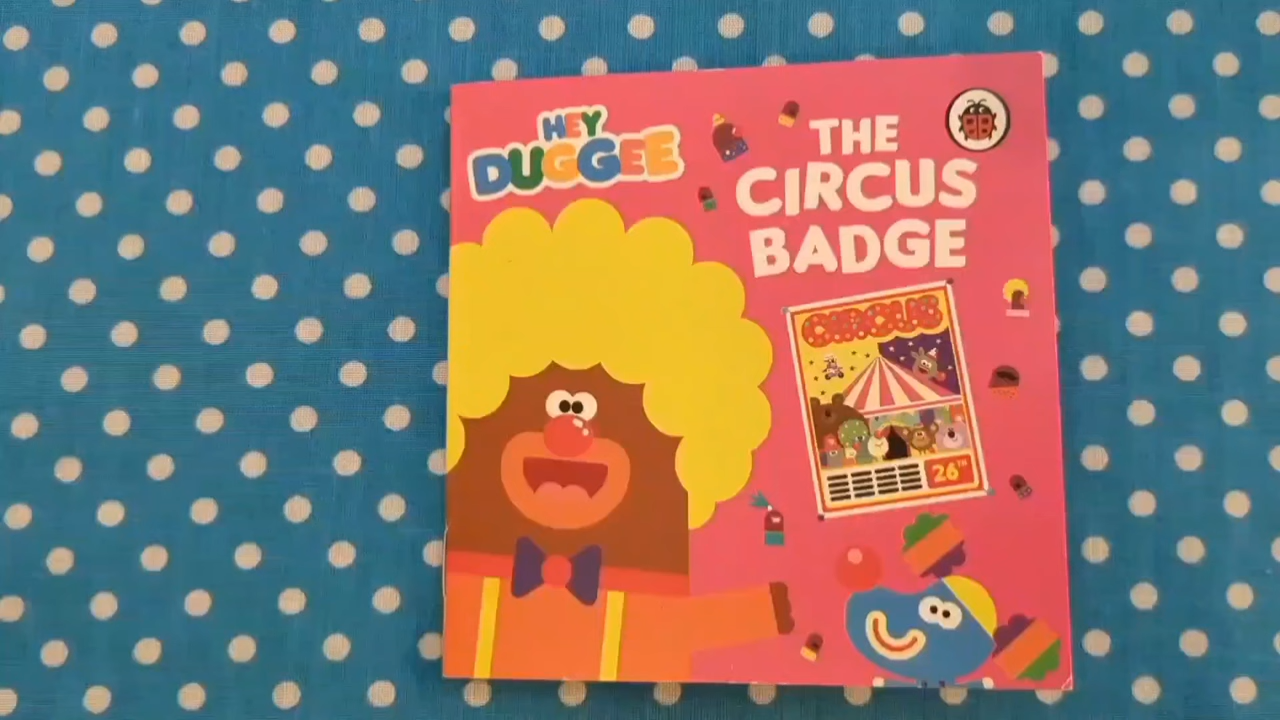 HEY
DUGGEE
THE
CIRCUS
BADGE
CIRCUS
26TH